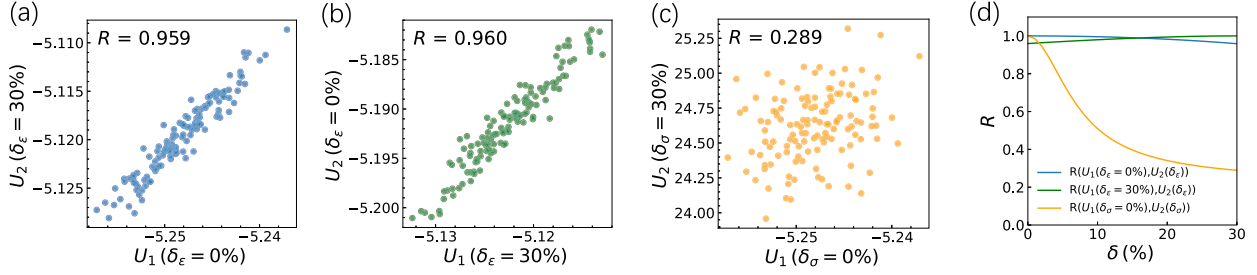 (a)
R = 0.959
U₂ (δε = 30%)
−5.110
−5.115
−5.120
−5.125
−5.25
−5.24
U₁ (δε = 0%)
(b)
R = 0.960
U₂ (δε = 0%)
−5.185
−5.190
−5.195
−5.200
−5.13
−5.12
U₁ (δε = 30%)
(c)
R = 0.289
U₂ (δσ = 30%)
25.25
25.00
24.75
24.50
24.25
24.00
−5.25
−5.24
U₁ (δσ = 0%)
(d)
R
1.0
0.8
0.6
0.4
0.2
0.0
R(U₁(δε = 0%),U₂(δε))
R(U₁(δε = 30%),U₂(δε))
R(U₁(δσ = 0%),U₂(δσ))
0
10
20
30
δ (%)